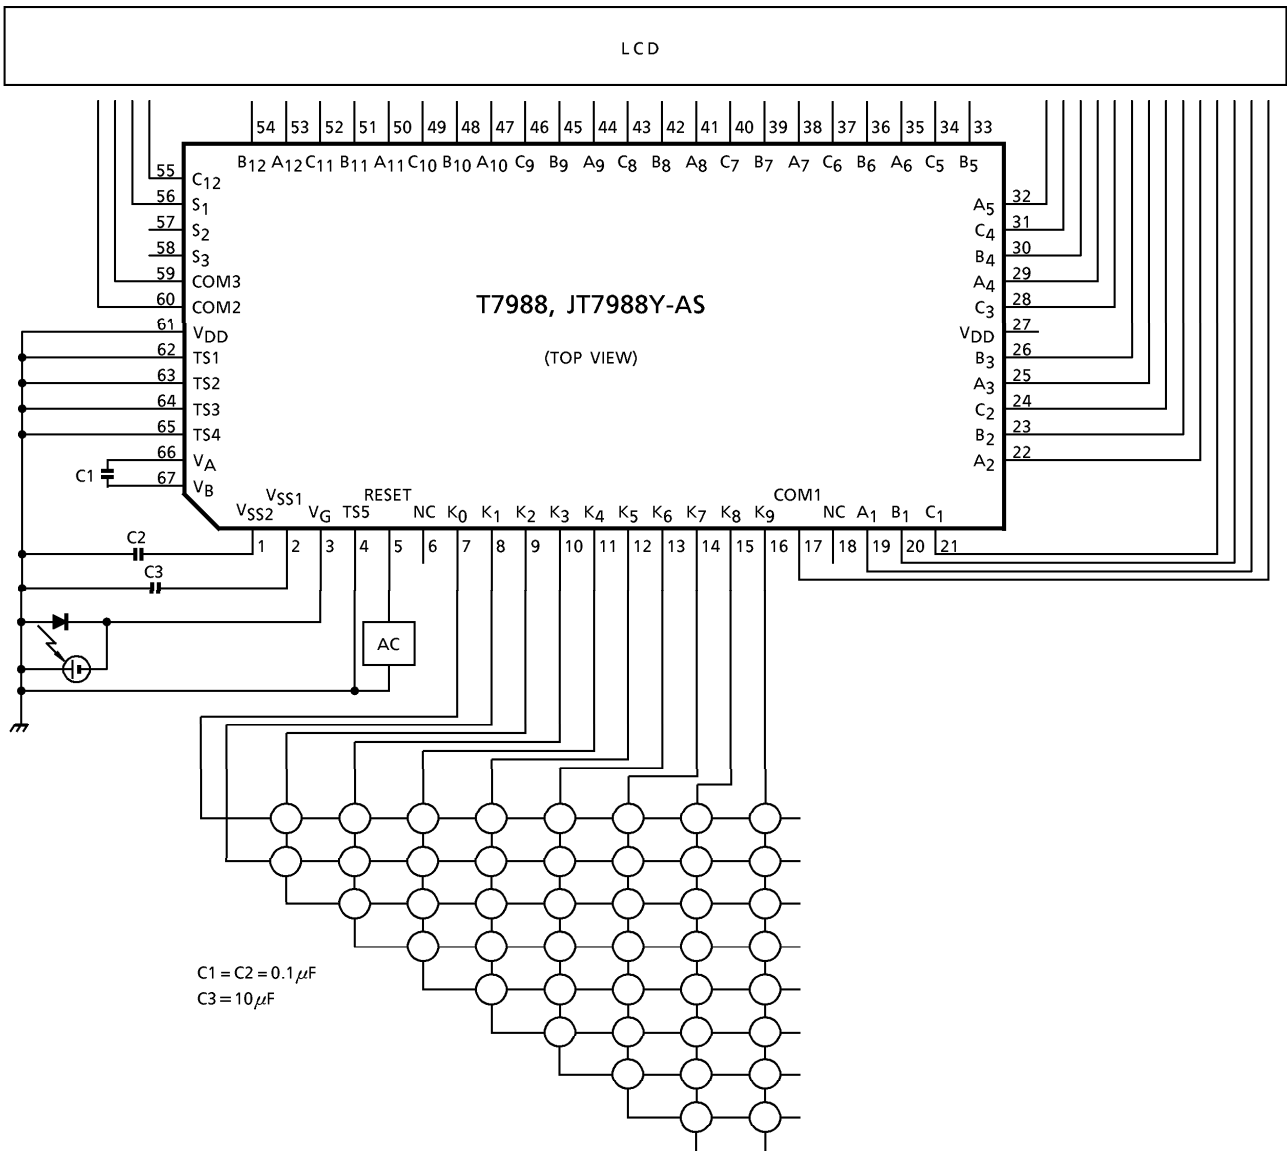 LCD
54 53 52 51 50 49 48 47 46 45 44 43 42 41 40 39 38 37 36 35 34 33
B12 A12 C11 B11 A11 C10 B10 A10 C9 B9 A9 C8 B8 A8 C7 B7 A7 C6 B6 A6 C5 B5
55 C12
56 S1
57 S2
58 S3
59 COM3
60 COM2
61 VDD
62 TS1
63 TS2
64 TS3
65 TS4
66 VA
67 VB
C1
T7988, JT7988Y-AS
(TOP VIEW)
A5 32
C4 31
B4 30
A4 29
C3 28
VDD 27
B3 26
A3 25
C2 24
B2 23
A2 22
VSS2 VSS1 VG TS5 RESET NC K0 K1 K2 K3 K4 K5 K6 K7 K8 K9 COM1 NC A1 B1 C1
1 2 3 4 5 6 7 8 9 10 11 12 13 14 15 16 17 18 19 20 21
C2
C3
AC
C1 = C2 = 0.1 μF
C3 = 10 μF